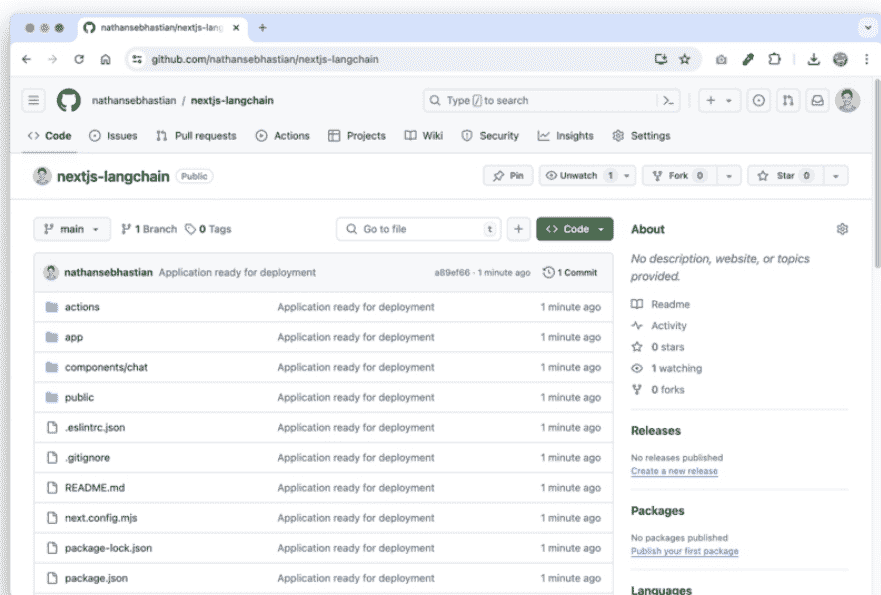 nathansebhastian/nextjs-lang
github.com/nathansebhastian/nextjs-langchain
nathansebhastian / nextjs-langchain
Type / to search
Code Issues Pull requests Actions Projects Wiki Security Insights Settings
nextjs-langchain Public
Pin Unwatch 1 Fork 0 Star 0
main 1 Branch 0 Tags Go to file t Code
nathansebhastian Application ready for deployment a89ef66 · 1 minute ago 1 Commit
actions Application ready for deployment 1 minute ago
app Application ready for deployment 1 minute ago
components/chat Application ready for deployment 1 minute ago
public Application ready for deployment 1 minute ago
.eslintrc.json Application ready for deployment 1 minute ago
.gitignore Application ready for deployment 1 minute ago
README.md Application ready for deployment 1 minute ago
next.config.mjs Application ready for deployment 1 minute ago
package-lock.json Application ready for deployment 1 minute ago
package.json Application ready for deployment 1 minute ago
About
No description, website, or topics
provided.
Readme
Activity
0 stars
1 watching
0 forks
Releases
No releases published
Create a new release
Packages
No packages published
Publish your first package
Languages